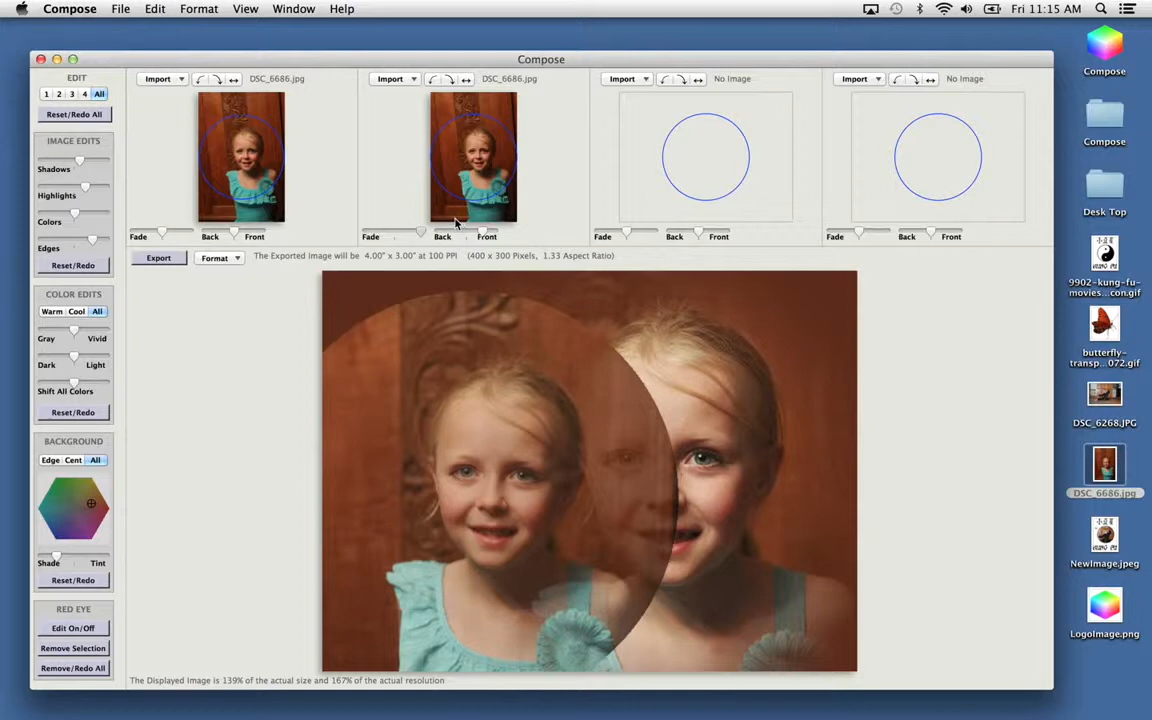 Compose File Edit Format View Window Help
Fri 11:15 AM
Compose
EDIT
1 2 3 4 All
Reset/Redo All
IMAGE EDITS
Shadows
Highlights
Colors
Edges
Reset/Redo
COLOR EDITS
Warm Cool All
Gray Vivid
Dark Light
Shift All Colors
Reset/Redo
BACKGROUND
Edge Cent All
Shade Tint
Reset/Redo
RED EYE
Edit On/Off
Remove Selection
Remove/Redo All
Import DSC_6686.jpg
Fade Back Front
Import DSC_6686.jpg
Fade Back Front
Import No Image
Fade Back Front
Import No Image
Fade Back Front
Export Format The Exported Image will be 4.00" x 3.00" at 100 PPI (400 x 300 Pixels, 1.33 Aspect Ratio)
The Displayed Image is 139% of the actual size and 167% of the actual resolution
Compose
Compose
Desk Top
9902-kung-fu-
movies...con.gif
butterfly-
transp...072.gif
DSC_6268.JPG
DSC_6686.jpg
NewImage.jpeg
LogoImage.png